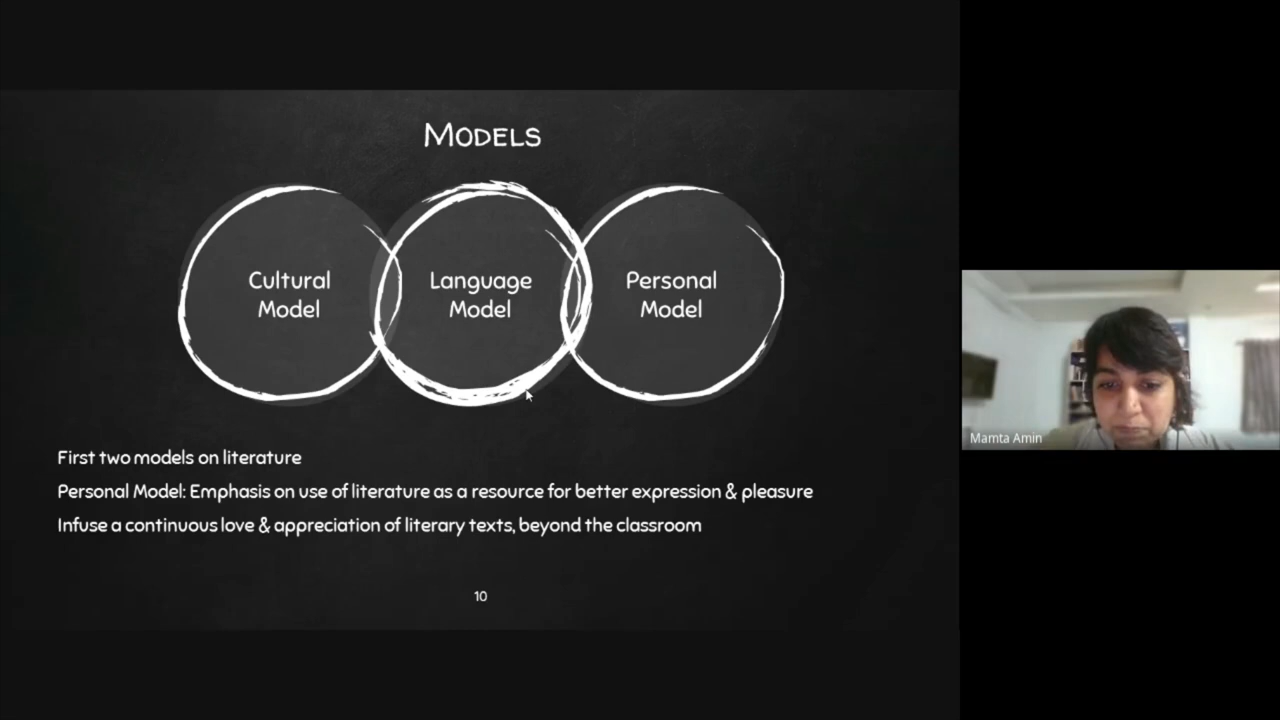 MODELS
Cultural
Model
Language
Model
Personal
Model
First two models on literature
Personal Model: Emphasis on use of literature as a resource for better expression & pleasure
Infuse a continuous love & appreciation of literary texts, beyond the classroom
10
Mamta Amin